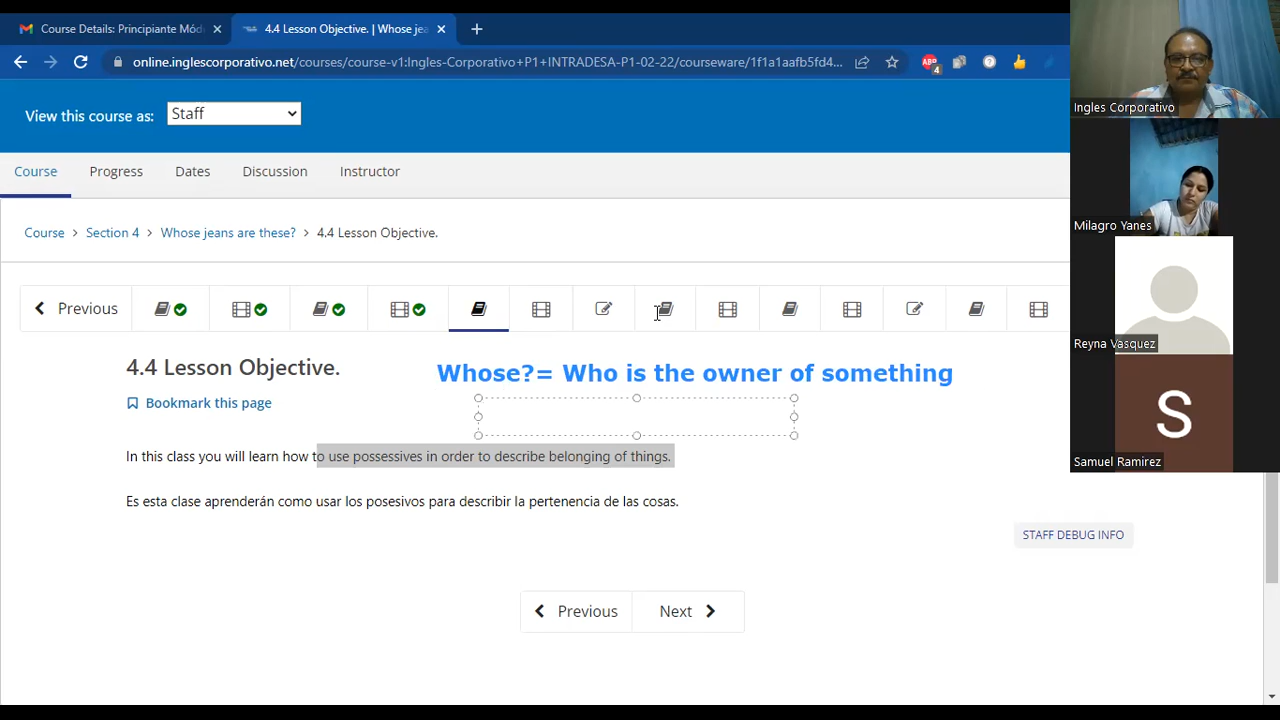 Course Details: Principiante Mód
4.4 Lesson Objective. | Whose jea
online.inglescorporativo.net/courses/course-v1:Ingles-Corporativo+P1+INTRADESA-P1-02-22/courseware/1f1a1aafb5fd4...
ABP
4
View this course as:
Staff
Course
Progress
Dates
Discussion
Instructor
Course
Section 4
Whose jeans are these?
4.4 Lesson Objective.
Previous
4.4 Lesson Objective.
Whose?= Who is the owner of something
Bookmark this page
In this class you will learn how to use possessives in order to describe belonging of things.
Es esta clase aprenderán como usar los posesivos para describir la pertenencia de las cosas.
STAFF DEBUG INFO
Previous
Next
Ingles Corporativo
Milagro Yanes
Reyna Vasquez
S
Samuel Ramirez